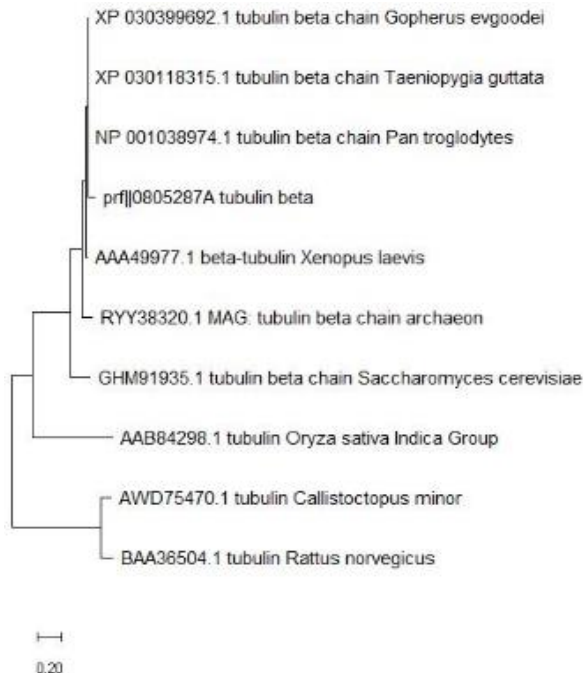 XP 030399692.1 tubulin beta chain Gopherus evgoodei
XP 030118315.1 tubulin beta chain Taeniopygia guttata
NP 001038974.1 tubulin beta chain Pan troglodytes
prf||0805287A tubulin beta
AAA49977.1 beta-tubulin Xenopus laevis
RYY38320.1 MAG: tubulin beta chain archaeon
GHM91935.1 tubulin beta chain Saccharomyces cerevisiae
AAB84298.1 tubulin Oryza sativa Indica Group
AWD75470.1 tubulin Callistoctopus minor
BAA36504.1 tubulin Rattus norvegicus
0.20